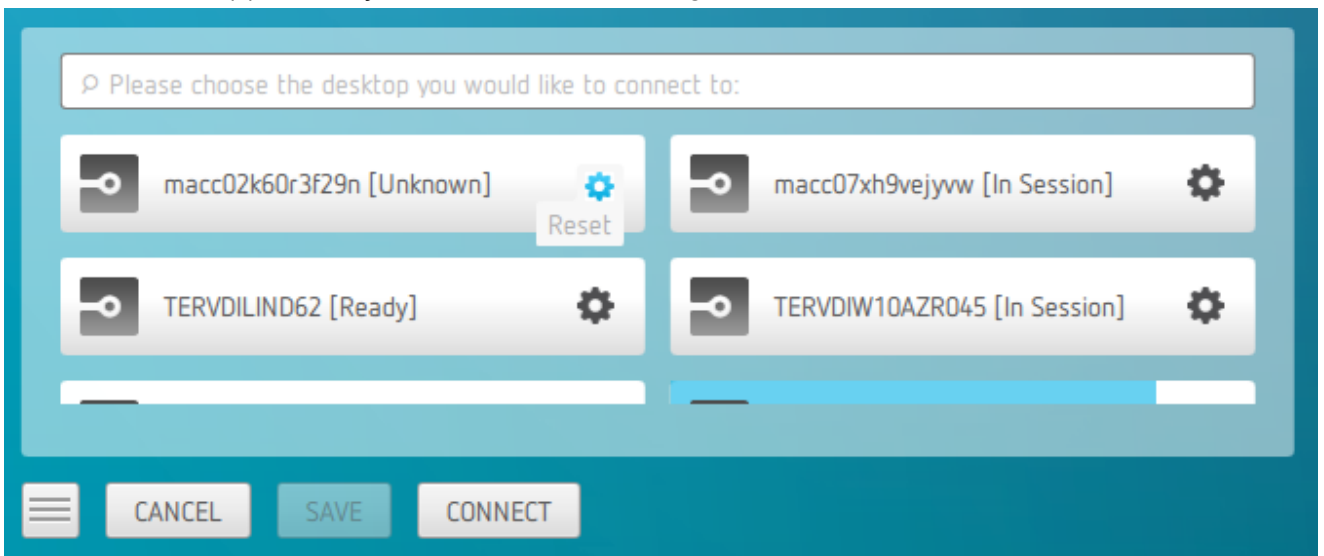 Please choose the desktop you would like to connect to:
macc02k60r3f29n [Unknown]
Reset
macc07xh9vejyvw [In Session]
TERVDILIND62 [Ready]
TERVDIW10AZR045 [In Session]
CANCEL
SAVE
CONNECT